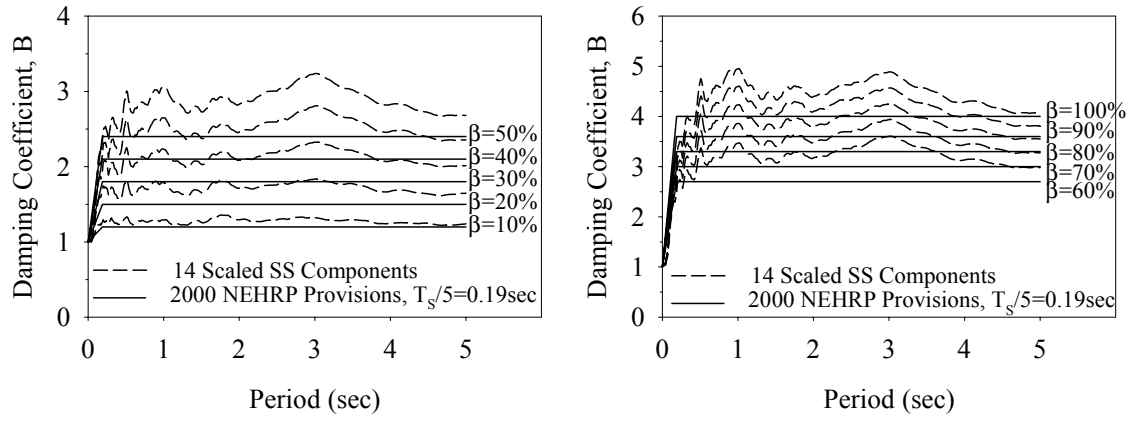 Damping Coefficient, B
4
3
2
1
0
β=50%
β=40%
β=30%
β=20%
β=10%
14 Scaled SS Components
2000 NEHRP Provisions, TS/5=0.19sec
0 1 2 3 4 5
Period (sec)
Damping Coefficient, B
6
5
4
3
2
1
0
β=100%
β=90%
β=80%
β=70%
β=60%
14 Scaled SS Components
2000 NEHRP Provisions, TS/5=0.19sec
0 1 2 3 4 5
Period (sec)